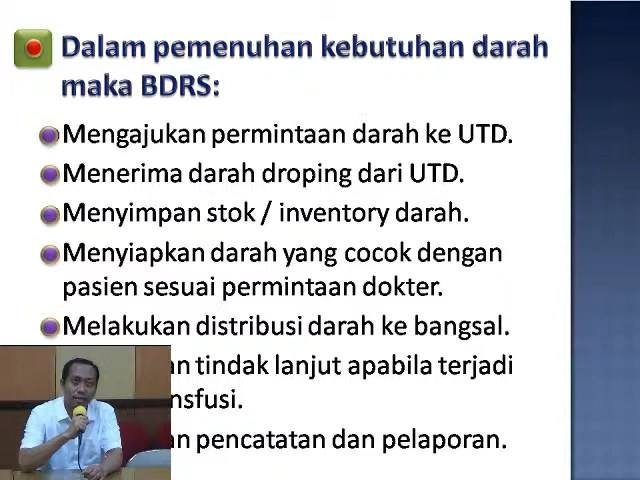 Dalam pemenuhan kebutuhan darah
maka BDRS:
Mengajukan permintaan darah ke UTD.
Menerima darah droping dari UTD.
Menyimpan stok / inventory darah.
Menyiapkan darah yang cocok dengan
pasien sesuai permintaan dokter.
Melakukan distribusi darah ke bangsal.
tindak lanjut apabila terjadi
pencatatan dan pelaporan.